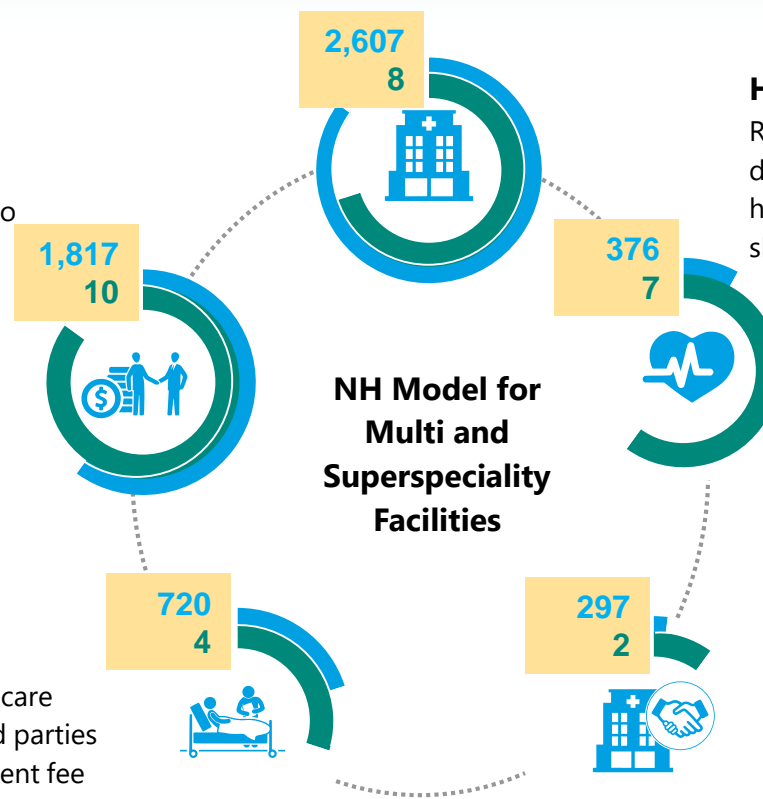 2,607
8
H
R
d
h
s
o
1,817
10
376
7
NH Model for
Multi and
Superspeciality
Facilities
720
4
297
2
care
d parties
ent fee
$